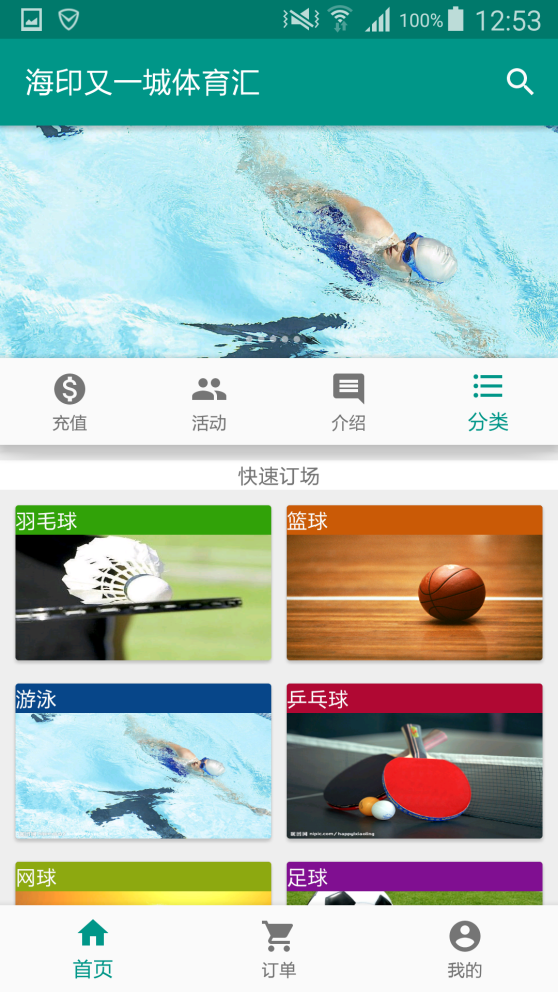 100% 12:53
海印又一城体育汇
充值 活动 介绍 分类
快速订场
羽毛球 篮球
游泳 乒乓球
网球 足球
首页 订单 我的